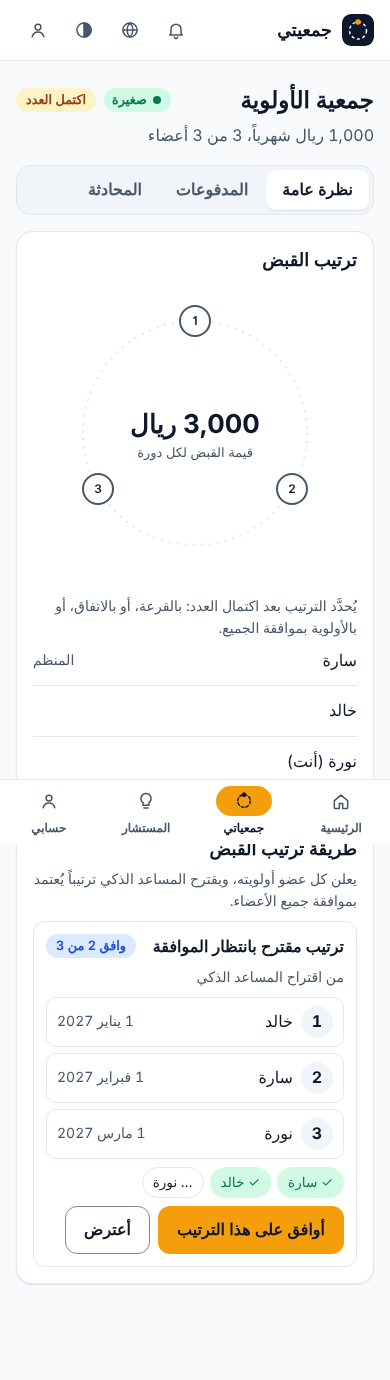 جمعيتي
جمعية الأولوية
صغيرة
اكتمل العدد
1,000 ريال شهرياً، 3 من 3 أعضاء
نظرة عامة
المدفوعات
المحادثة
ترتيب القبض
1
3,000 ريال
قيمة القبض لكل دورة
2
3
يُحدَّد الترتيب بعد اكتمال العدد: بالقرعة، أو بالاتفاق، أو
بالأولوية بموافقة الجميع.
سارة
المنظم
خالد
نورة (أنت)
الرئيسية
جمعياتي
المستشار
حسابي
طريقة ترتيب القبض
يعلن كل عضو أولويته، ويقترح المساعد الذكي ترتيباً يُعتمد
بموافقة جميع الأعضاء.
ترتيب مقترح بانتظار الموافقة
وافق 2 من 3
من اقتراح المساعد الذكي
1 خالد 1 يناير 2027
2 سارة 1 فبراير 2027
3 نورة 1 مارس 2027
✓ سارة
✓ خالد
... نورة
أوافق على هذا الترتيب
أعترض